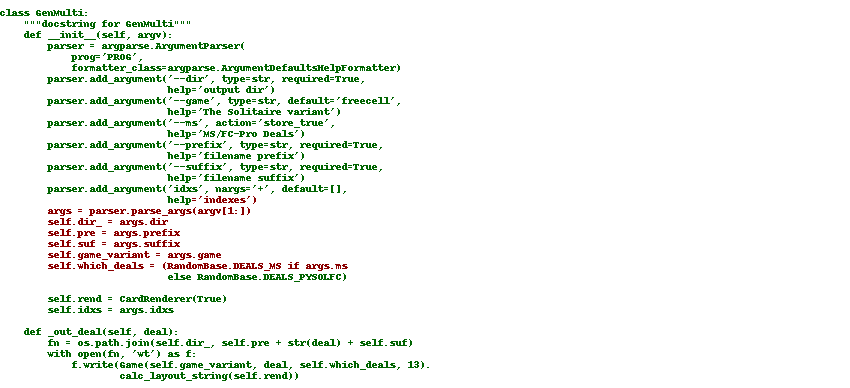 class GenMulti:
    """docstring for GenMulti"""
    def __init__(self, argv):
        parser = argparse.ArgumentParser(
            prog='PROG',
            formatter_class=argparse.ArgumentDefaultsHelpFormatter)
        parser.add_argument('--dir', type=str, required=True,
                            help='output dir')
        parser.add_argument('--game', type=str, default='freecell',
                            help='The Solitaire variant')
        parser.add_argument('--ms', action='store_true',
                            help='MS/FC-Pro Deals')
        parser.add_argument('--prefix', type=str, required=True,
                            help='filename prefix')
        parser.add_argument('--suffix', type=str, required=True,
                            help='filename suffix')
        parser.add_argument('idxs', nargs='+', default=[],
                            help='indexes')
        args = parser.parse_args(argv[1:])
        self.dir_ = args.dir
        self.pre = args.prefix
        self.suf = args.suffix
        self.game_variant = args.game
        self.which_deals = (RandomBase.DEALS_MS if args.ms
                            else RandomBase.DEALS_PYSOLFC)

        self.rend = CardRenderer(True)
        self.idxs = args.idxs

    def _out_deal(self, deal):
        fn = os.path.join(self.dir_, self.pre + str(deal) + self.suf)
        with open(fn, 'wt') as f:
            f.write(Game(self.game_variant, deal, self.which_deals, 13).
                    calc_layout_string(self.rend))